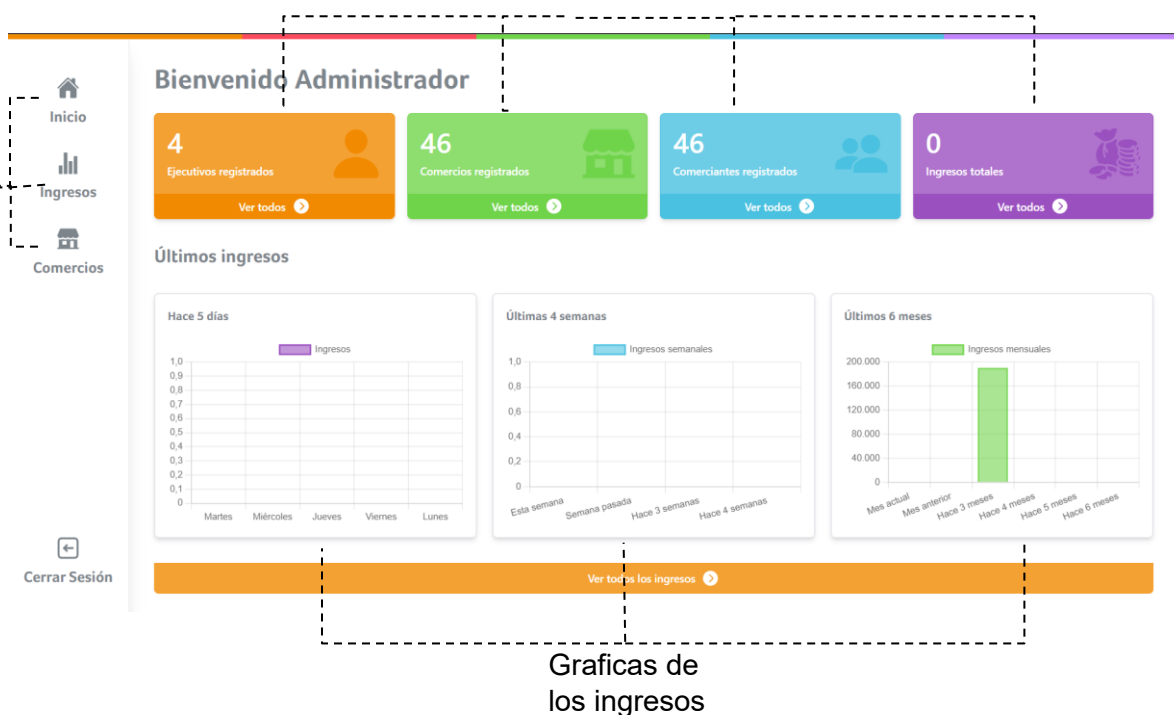 Bienvenido Administrador
Inicio
Ingresos
Comercios
Cerrar Sesión
4
Ejecutivos registrados
Ver todos
46
Comercios registrados
Ver todos
46
Comerciantes registrados
Ver todos
0
Ingresos totales
Ver todos
Últimos ingresos
Hace 5 días
Ingresos
1,0
0,9
0,8
0,7
0,6
0,5
0,4
0,3
0,2
0,1
0
Martes Miércoles Jueves Viernes Lunes
Últimas 4 semanas
Ingresos semanales
1,0
0,8
0,6
0,4
0,2
0
Esta semana Semana pasada Hace 3 semanas Hace 4 semanas
Últimos 6 meses
Ingresos mensuales
200.000
160.000
120.000
80.000
40.000
0
Mes actual Mes anterior Hace 3 meses Hace 4 meses Hace 5 meses Hace 6 meses
Ver todos los ingresos
Graficas de
los ingresos